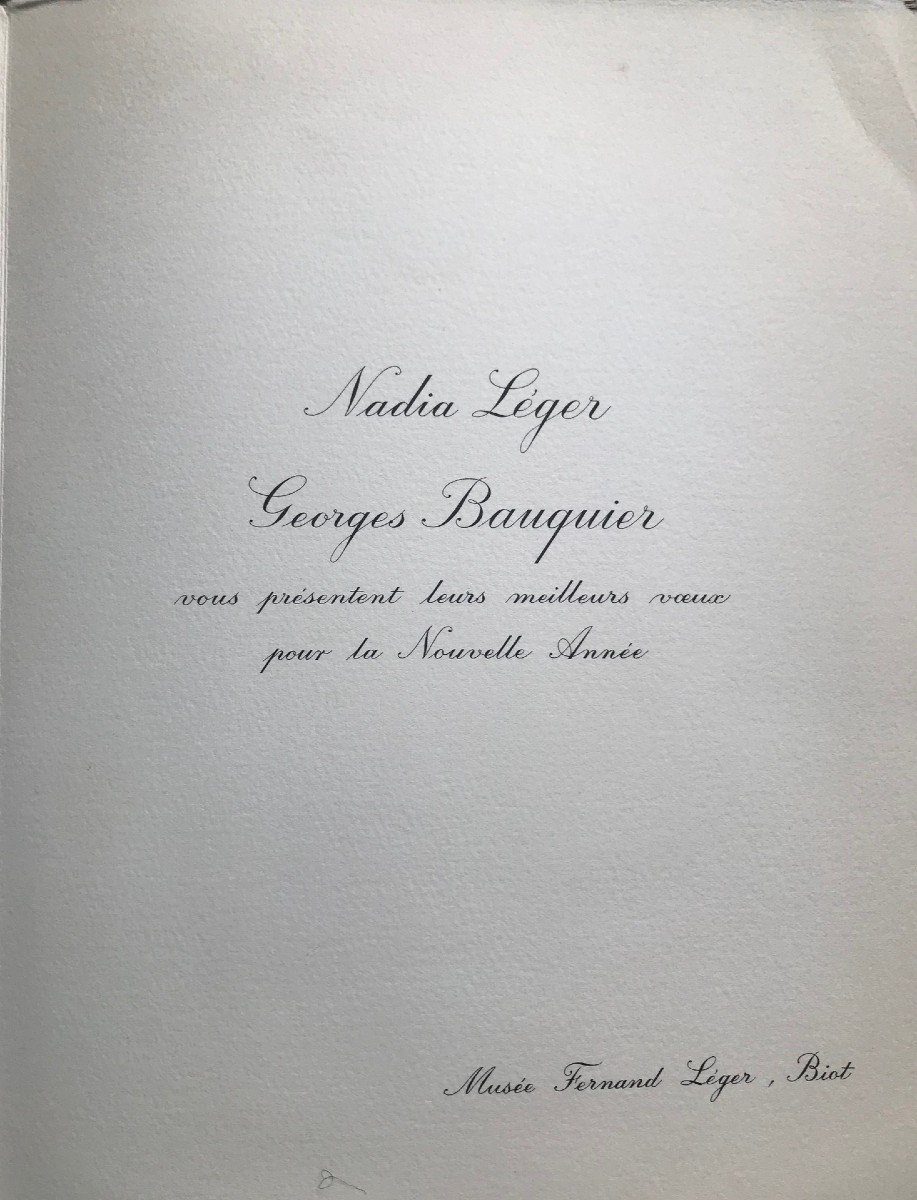 Nadia Léger
Georges Bauquier
vous présentent leurs meilleurs vœux
pour la Nouvelle Année
Musée Fernand Léger , Biot